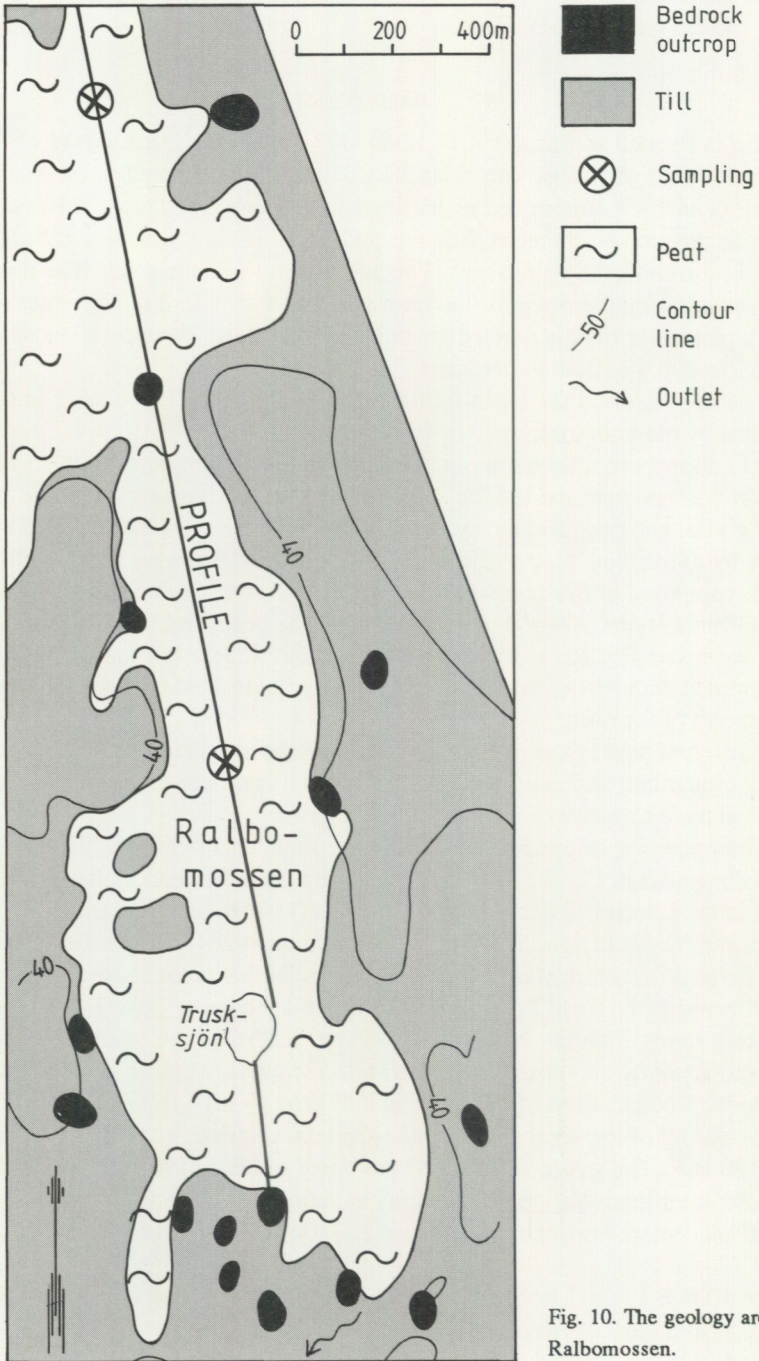 0 200 400m
Bedrock
outcrop
Till
Sampling
Peat
50
Contour
line
Outlet
PROFILE
40
40
Ralbo-
mossen
40
Trusk-
sjön
40
Fig. 10. The geology
Ralbomossen.